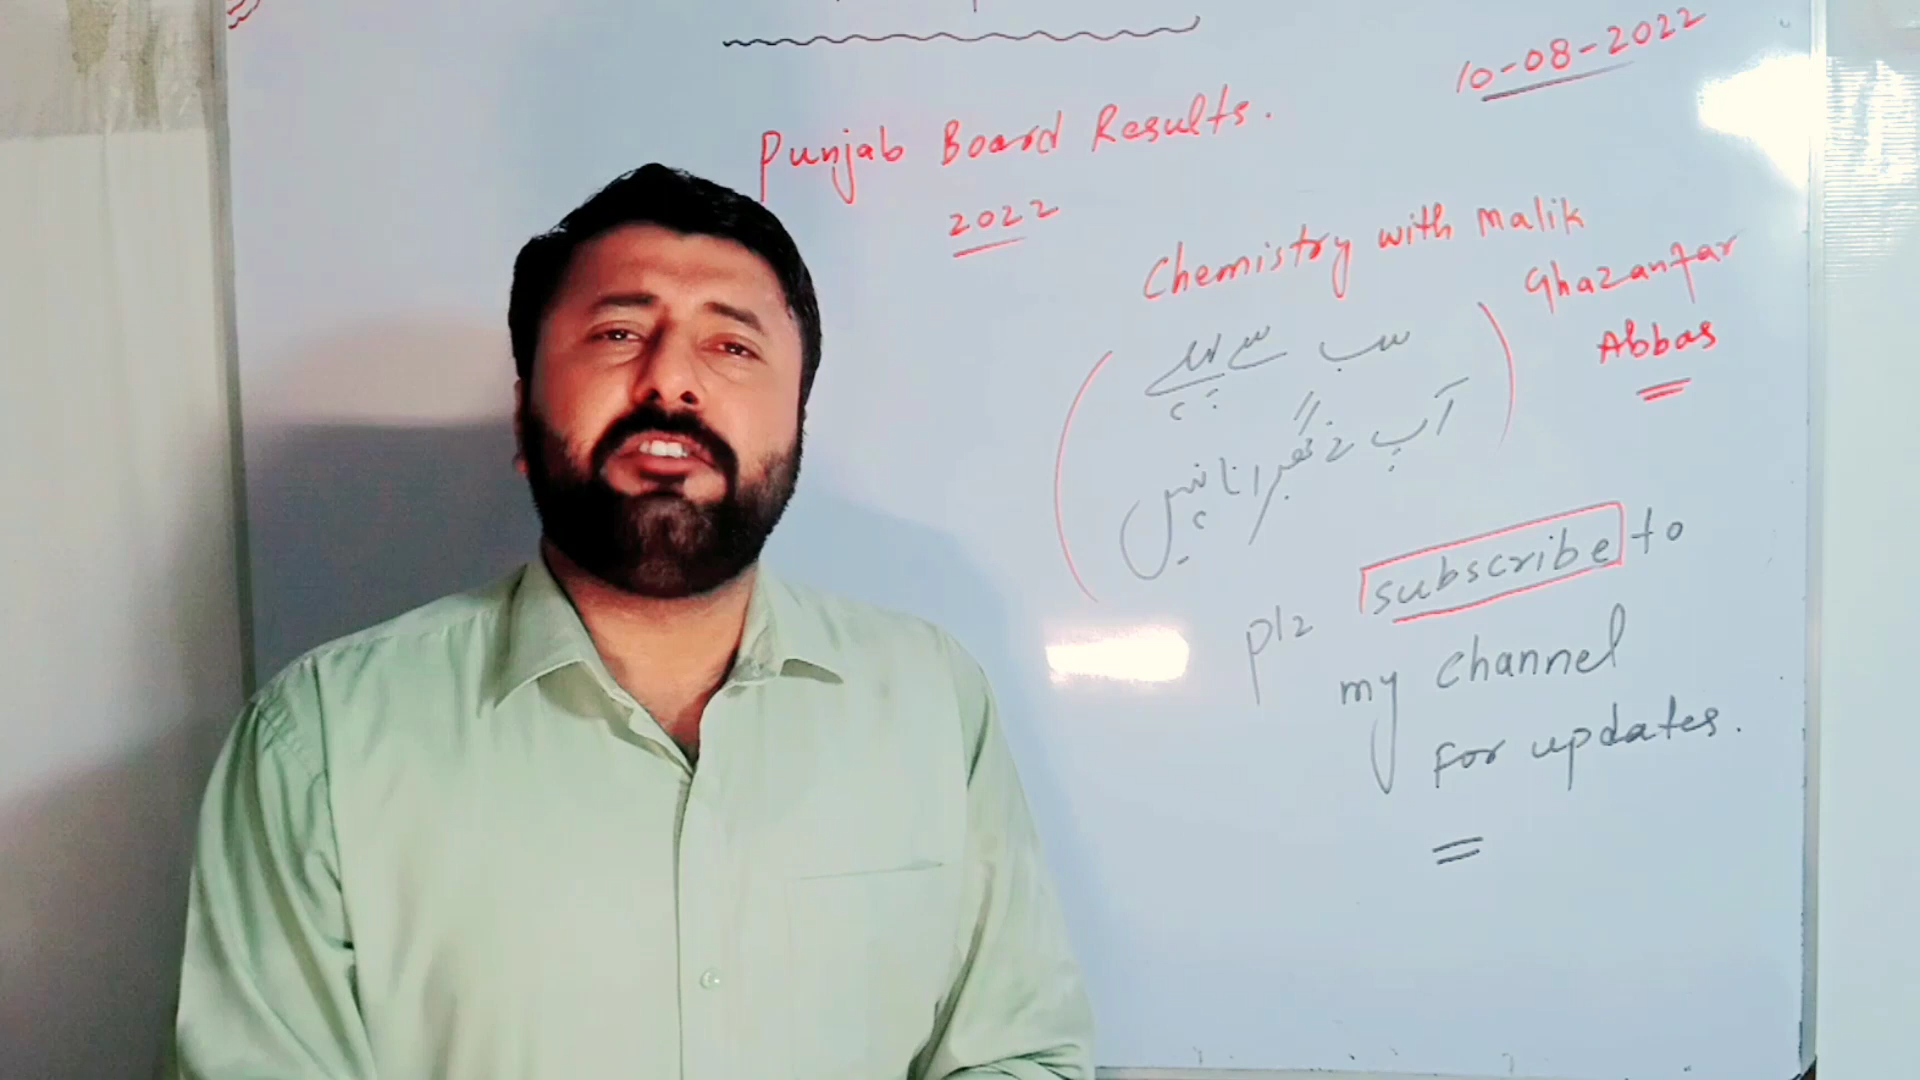 10-08-2022
Punjab Board Results.
2022
Chemistry with Malik
Ghazanfar
Abbas
سب سے پہلے
آپ نے گھبرانا نہیں
plz subscribe to
my channel
For updates.